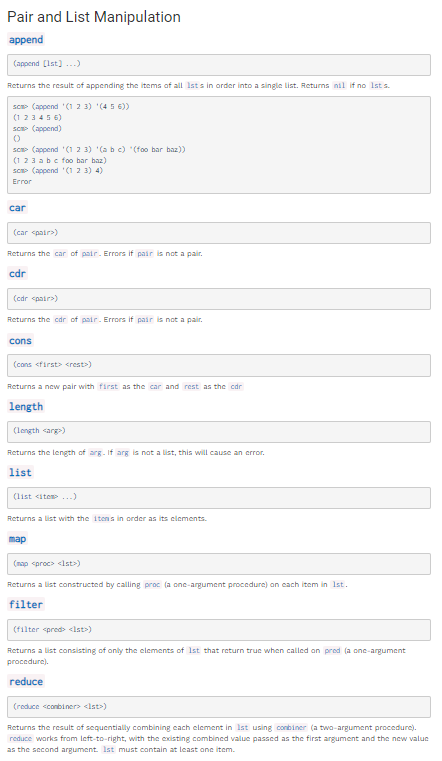 Pair and List Manipulation
append
(append [lst] ...)
Returns the result of appending the items of all lsts in order into a single list. Returns nil if no lsts.
scm> (append '(1 2 3) '(4 5 6))
(1 2 3 4 5 6)
scm> (append)
()
scm> (append '(1 2 3) '(a b c) '(foo bar baz))
(1 2 3 a b c foo bar baz)
scm> (append '(1 2 3) 4)
Error
car
(car <pair>)
Returns the car of pair. Errors if pair is not a pair.
cdr
(cdr <pair>)
Returns the cdr of pair. Errors if pair is not a pair.
cons
(cons <first> <rest>)
Returns a new pair with first as the car and rest as the cdr
length
(length <arg>)
Returns the length of arg. If arg is not a list, this will cause an error.
list
(list <item> ...)
Returns a list with the items in order as its elements.
map
(map <proc> <lst>)
Returns a list constructed by calling proc (a one-argument procedure) on each item in lst.
filter
(filter <pred> <lst>)
Returns a list consisting of only the elements of lst that return true when called on pred (a one-argument
procedure).
reduce
(reduce <combiner> <lst>)
Returns the result of sequentially combining each element in lst using combiner (a two-argument procedure).
reduce works from left-to-right, with the existing combined value passed as the first argument and the new value
as the second argument. lst must contain at least one item.